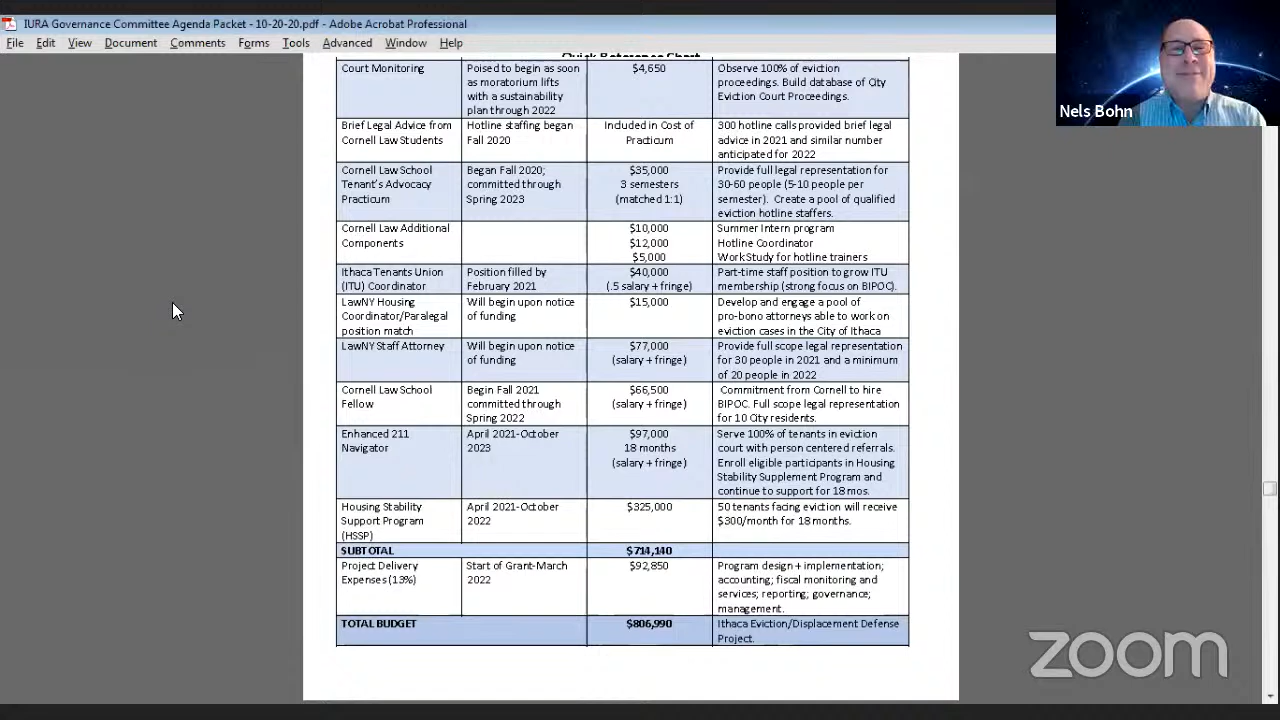 IURA Governance Committee Agenda Packet - 10-20-20.pdf - Adobe Acrobat Professional
File Edit View Document Comments Forms Tools Advanced Window Help
Nels Bohn
Quick Reference Chart
Court Monitoring
Poised to begin as soon
as moratorium lifts
with a sustainability
plan through 2022
$4,650
Observe 100% of eviction
proceedings. Build database of City
Eviction Court Proceedings.
Brief Legal Advice from
Cornell Law Students
Hotline staffing began
Fall 2020
Included in Cost of
Practicum
300 hotline calls provided brief legal
advice in 2021 and similar number
anticipated for 2022
Cornell Law School
Tenant's Advocacy
Practicum
Began Fall 2020;
committed through
Spring 2023
$35,000
3 semesters
(matched 1:1)
Provide full legal representation for
30-60 people (5-10 people per
semester). Create a pool of qualified
eviction hotline staffers.
Cornell Law Additional
Components
$10,000
$12,000
$5,000
Summer Intern program
Hotline Coordinator
Work Study for hotline trainers
Ithaca Tenants Union
(ITU) Coordinator
Position filled by
February 2021
$40,000
(.5 salary + fringe)
Part-time staff position to grow ITU
membership (strong focus on BIPOC).
LawNY Housing
Coordinator/Paralegal
position match
Will begin upon notice
of funding
$15,000
Develop and engage a pool of
pro-bono attorneys able to work on
eviction cases in the City of Ithaca
LawNY Staff Attorney
Will begin upon notice
of funding
$77,000
(salary + fringe)
Provide full scope legal representation
for 30 people in 2021 and a minimum
of 20 people in 2022
Cornell Law School
Fellow
Begin Fall 2021
committed through
Spring 2022
$66,500
(salary + fringe)
Commitment from Cornell to hire
BIPOC. Full scope legal representation
for 10 City residents.
Enhanced 211
Navigator
April 2021-October
2023
$97,000
18 months
(salary + fringe)
Serve 100% of tenants in eviction
court with person centered referrals.
Enroll eligible participants in Housing
Stability Supplement Program and
continue to support for 18 mos.
Housing Stability
Support Program
(HSSP)
April 2021-October
2022
$325,000
50 tenants facing eviction will receive
$300/month for 18 months.
SUBTOTAL
$714,140
Project Delivery
Expenses (13%)
Start of Grant-March
2022
$92,850
Program design + implementation;
accounting; fiscal monitoring and
services; reporting; governance;
management.
TOTAL BUDGET
$806,990
Ithaca Eviction/Displacement Defense
Project.
zoom